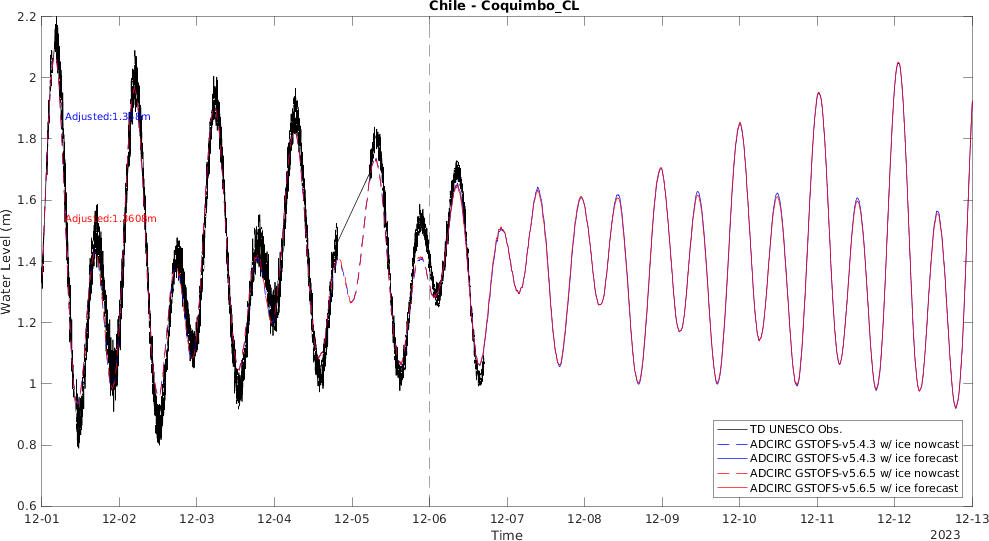 Chile - Coquimbo_CL
2.2
2
1.8
1.6
1.4
1.2
1
0.8
0.6
Water Level (m)
Adjusted:1.358m
Adjusted:1.3608m
TD UNESCO Obs.
ADCIRC GSTOFS-v5.4.3 w/ ice nowcast
ADCIRC GSTOFS-v5.4.3 w/ ice forecast
ADCIRC GSTOFS-v5.6.5 w/ ice nowcast
ADCIRC GSTOFS-v5.6.5 w/ ice forecast
12-01 12-02 12-03 12-04 12-05 12-06 12-07 12-08 12-09 12-10 12-11 12-12 12-13
Time
2023